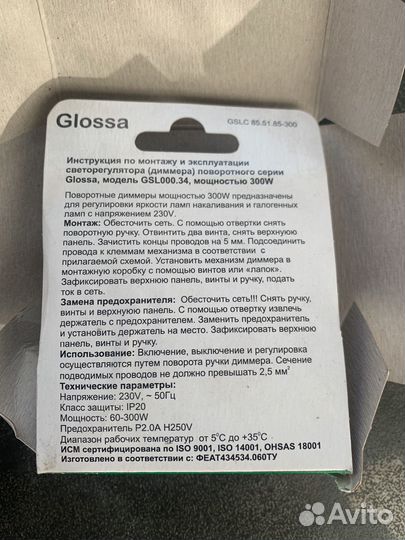 GSLC 85.51.85-300
Glossa
Инструкция по монтажу и эксплуатации
светорегулятора (диммера) поворотного серии
Glossa, модель GSL000.34, мощностью 300W
Поворотные диммеры мощностью 300W предназначены
для регулировки яркости ламп накаливания и галогенных
ламп с напряжением 230V.
Монтаж: Обесточить сеть. С помощью отвертки снять
поворотную ручку. Отвинтить два винта, снять верхнуюю
панель. Зачистить концы проводов на 5 мм. Подсоединить
провода к клеммам механизма в соответствии с
прилагаемой схемой. Установить механизм диммера в
монтажную коробку с помощью винтов или «лапок».
Зафиксировать верхнюю панель, винты и ручку, подать
ток в сеть.
Замена предохранителя: Обесточить сеть!!! Снять ручку,
винты и верхнуюю панель. С помощью отвертку извлечь
держатель с предохранителем. Заменить предохранитель
и установить держатель на место. Зафиксировать верхнюю
панель, винты и ручку.
Использование: Включение, выключение и регулировка
осуществляются путем поворота ручки диммера. Сечение
подводимых проводов не должно превышать 2,5 мм²
Технические параметры:
Напряжение: 230V, ~ 50Гц
Класс защиты: IP20
Мощность: 60-300W
Предохранитель P2.0A H250V
Диапазон рабочих температур от 5°С до +35°С
ИСМ сертифицированo по ISO 9001, ISO 14001, OHSAS 18001
Изготовлено в соответствии с: ФЕАТ434534.060ТУ
Avito